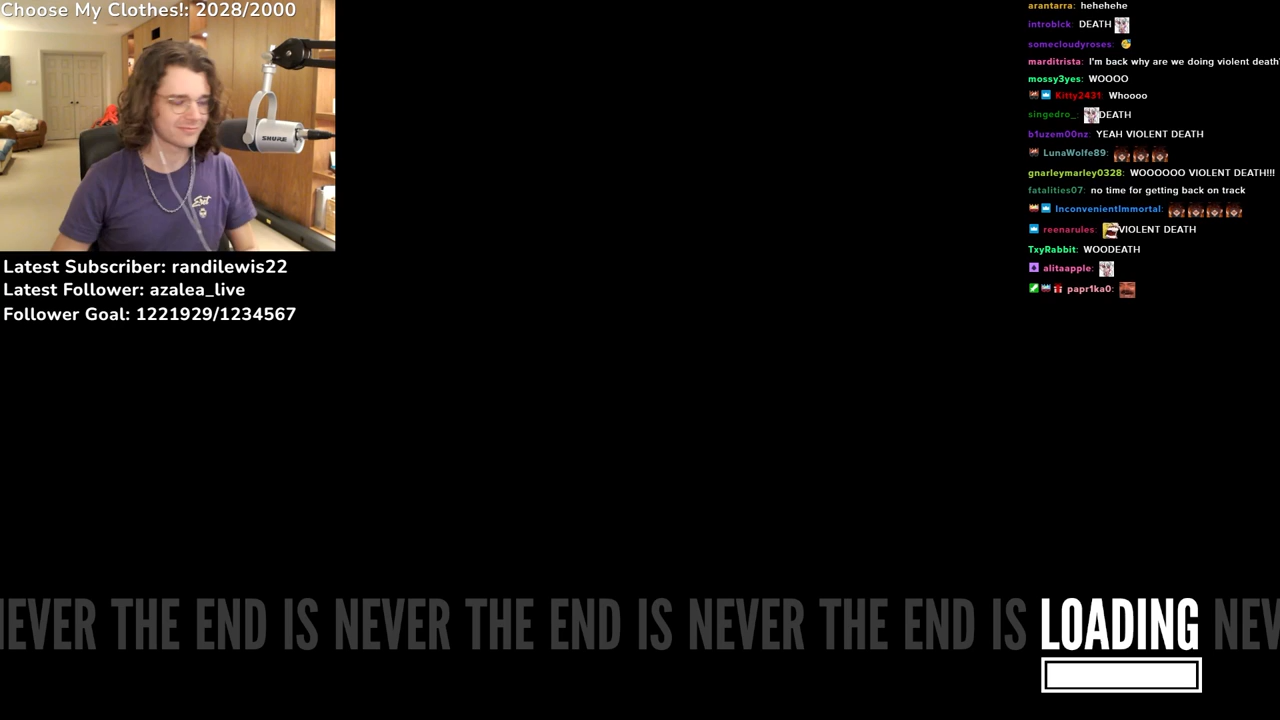 Choose My Clothes!: 2028/2000
SHURE
Latest Subscriber: randilewis22
Latest Follower: azalea_live
Follower Goal: 1221929/1234567
arantarra: hehehehe
introblck: DEATH
somecloudyroses:
marditrista: I'm back why are we doing violent death
mossy3yes: WOOOO
Kitty2431: Whoooo
singedro_: DEATH
b1uzem00nz: YEAH VIOLENT DEATH
LunaWolfe89:
gnarleymarley0328: WOOOOOO VIOLENT DEATH!!!
fatalities07: no time for getting back on track
InconvenientImmortal:
reenarules: VIOLENT DEATH
TxyRabbit: WOODEATH
alitaapple:
papr1ka0:
NEVER THE END IS NEVER THE END IS NEVER THE END IS LOADING NEV